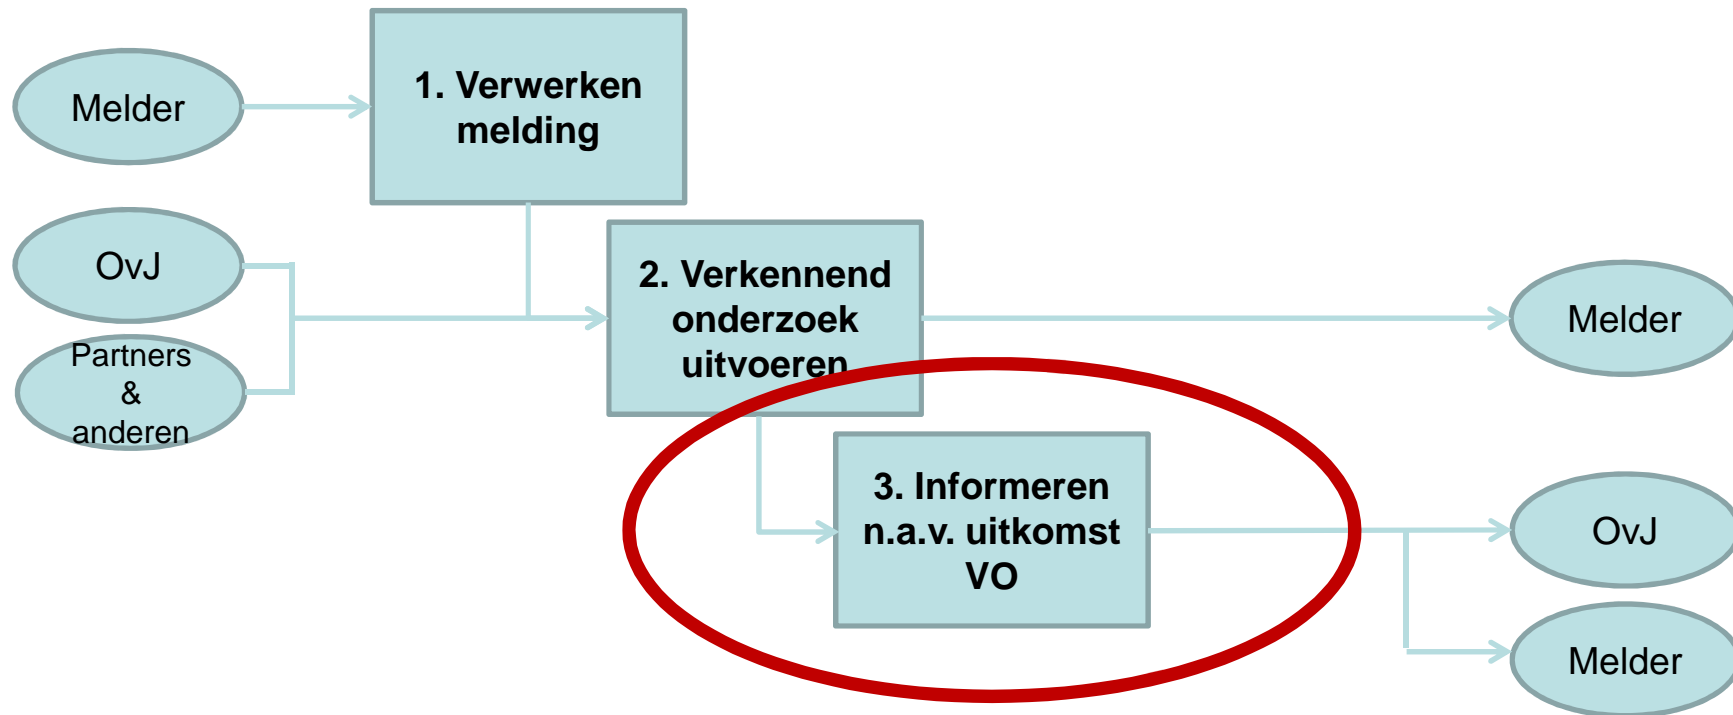 Melder
1. Verwerken
melding
OvJ
Partners
&
anderen
2. Verkennend
onderzoek
uitvoeren
Melder
3. Informeren
n.a.v. uitkomst
VO
OvJ
Melder